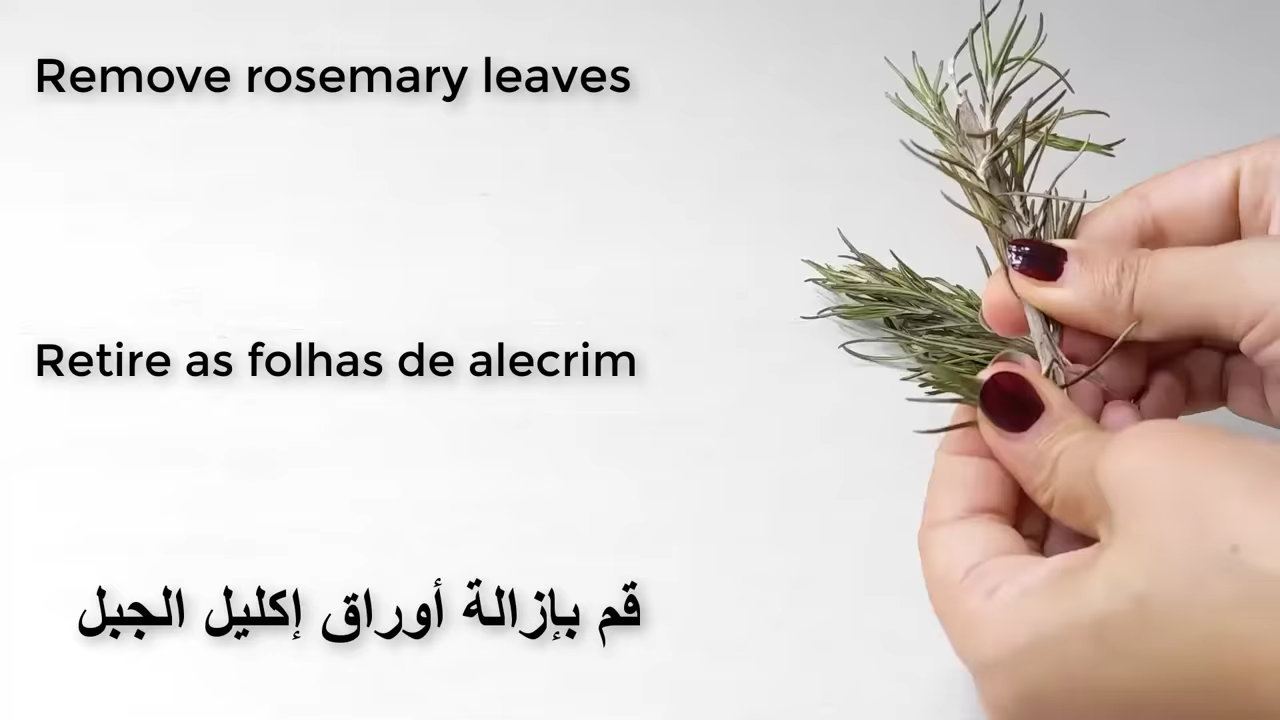 Remove rosemary leaves
Retire as folhas de alecrim
قم بإزالة أوراق إكليل الجبل